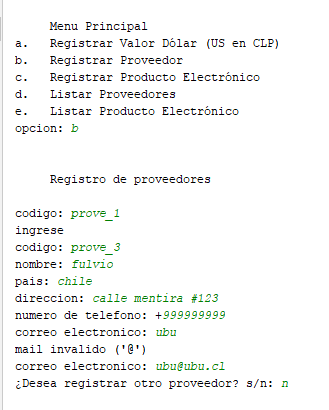 Menu Principal
a. Registrar Valor Dólar (US en CLP)
b. Registrar Proveedor
c. Registrar Producto Electrónico
d. Listar Proveedores
e. Listar Producto Electrónico
opcion: b
Registro de proveedores
codigo: prove_1
ingrese
codigo: prove_3
nombre: fulvio
pais: chile
direccion: calle mentira #123
numero de telefono: +999999999
correo electronico: ubu
mail invalido ('@')
correo electronico: ubu@ubu.cl
¿Desea registrar otro proveedor? s/n: n